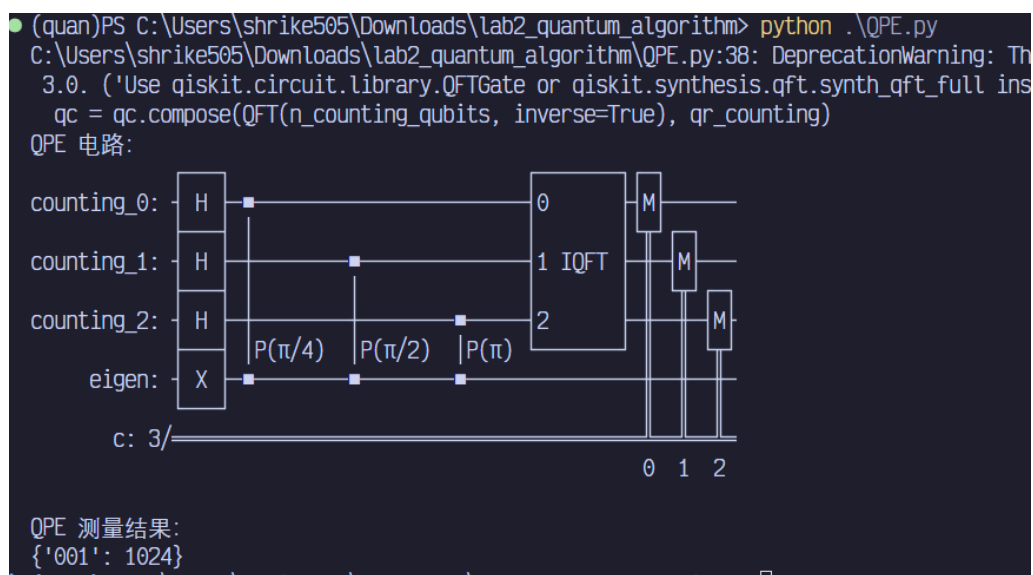 (quan)PS C:\Users\shrike505\Downloads\lab2_quantum_algorithm> python .\QPE.py
C:\Users\shrike505\Downloads\lab2_quantum_algorithm\QPE.py:38: DeprecationWarning: Th
3.0. ('Use qiskit.circuit.library.QFTGate or qiskit.synthesis.qft.synth_qft_full ins
qc = qc.compose(QFT(n_counting_qubits, inverse=True), qr_counting)
QPE 电路:
counting_0: H 0 M
counting_1: H 1 IQFT M
counting_2: H 2 M
P(π/4) P(π/2) P(π)
eigen: X
c: 3/
0 1 2
QPE 测量结果:
{'001': 1024}